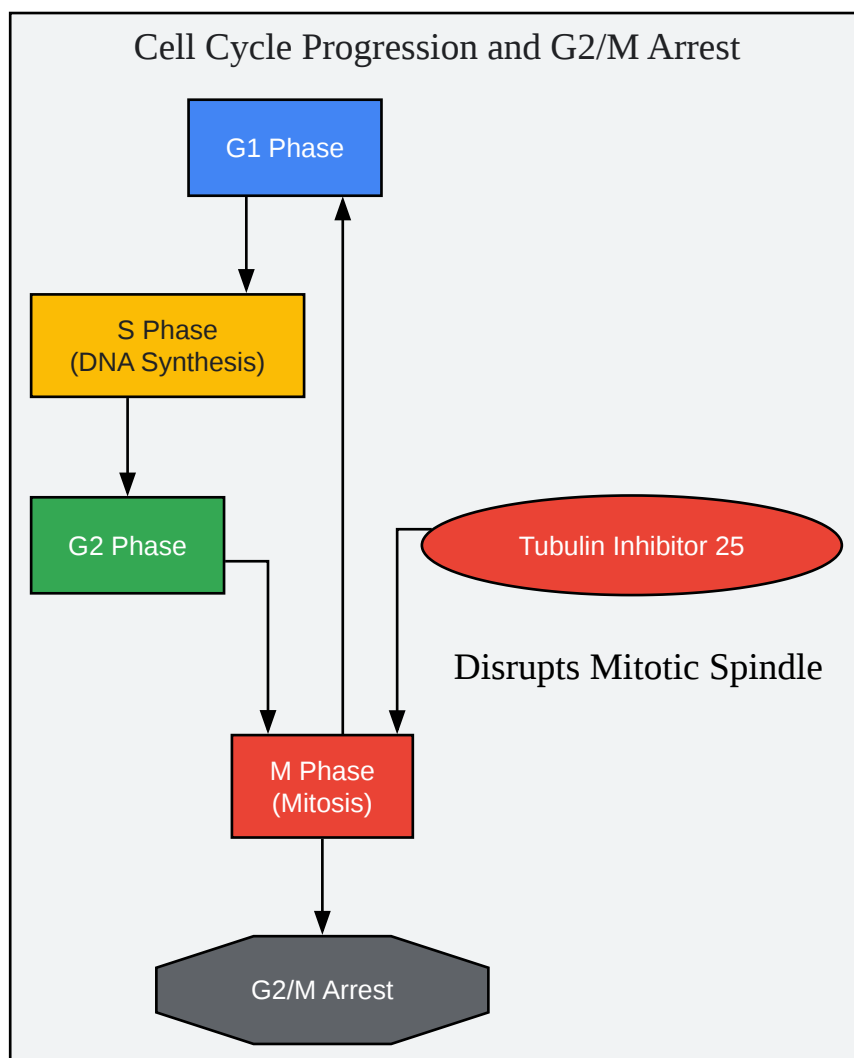 Cell Cycle Progression and G2/M Arrest
G1 Phase
S Phase
(DNA Synthesis)
G2 Phase
Tubulin Inhibitor 25
Disrupts Mitotic Spindle
M Phase
(Mitosis)
G2/M Arrest